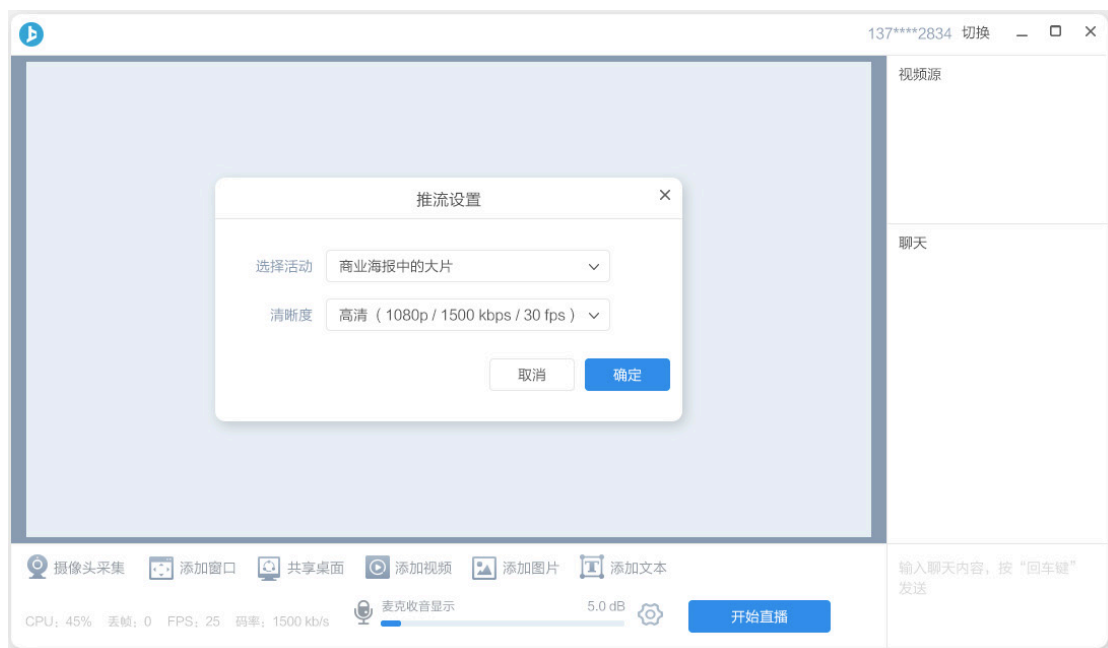 137****2834 切换
视频源
推流设置
选择活动 商业海报中的大片
清晰度 高清（1080p / 1500 kbps / 30 fps）
取消 确定
聊天
摄像头采集 添加窗口 共享桌面 添加视频 添加图片 添加文本
CPU：45% 丢帧：0 FPS：25 码率：1500 kb/s 麦克收音显示 5.0 dB 开始直播
输入聊天内容，按“回车键”
发送